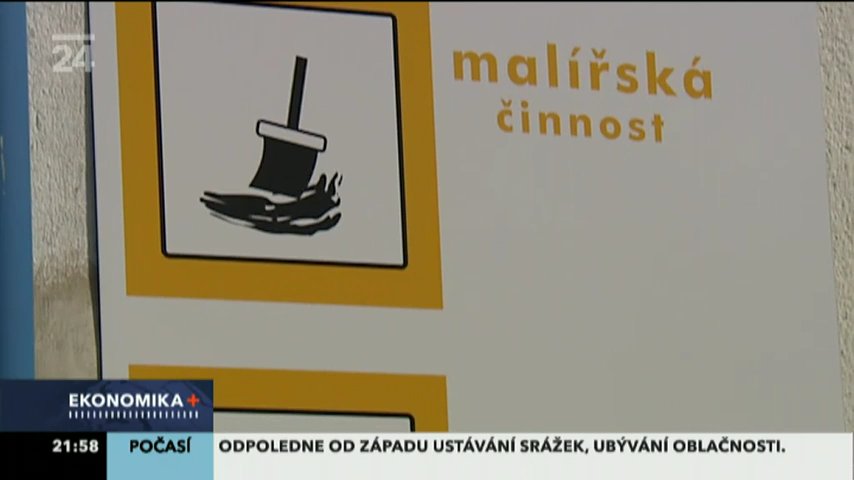 24
malířská
činnost
EKONOMIKA+
21:58 POČASÍ ODPOLEDNE OD ZÁPADU USTÁVÁNÍ SRÁŽEK, UBÝVÁNÍ OBLAČNOSTI.